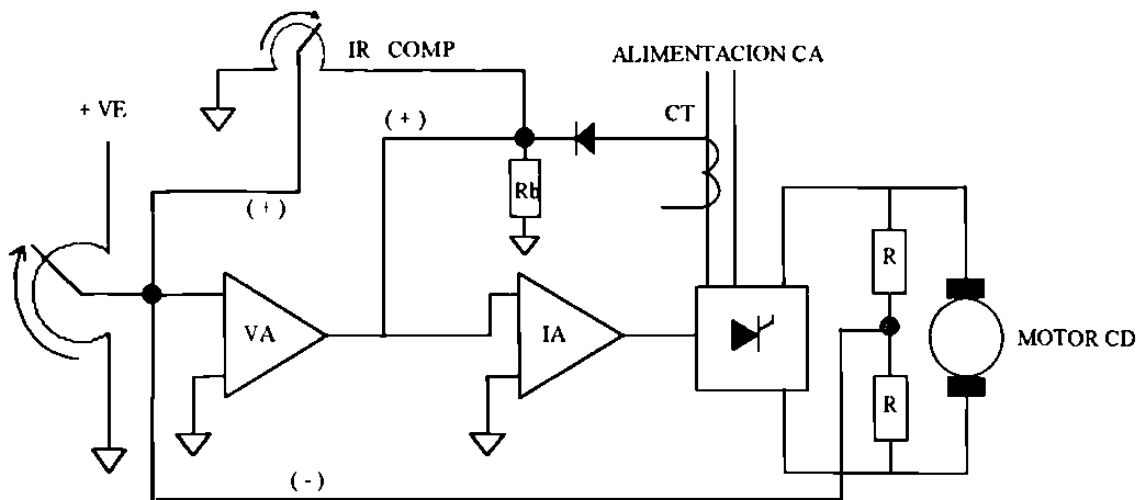 IR COMP
ALIMENTACION CA
+ VE
( + )
CT
Rb
( + )
R
VA
IA
MOTOR CD
R
( - )